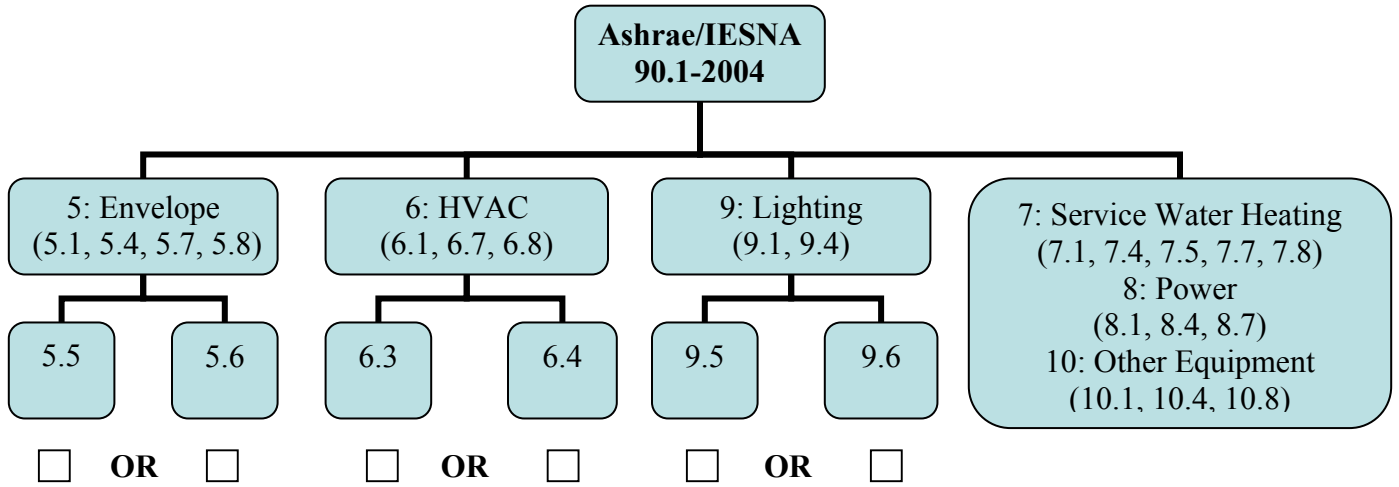 Ashrae/IESNA
90.1-2004
5: Envelope
(5.1, 5.4, 5.7, 5.8)
6: HVAC
(6.1, 6.7, 6.8)
9: Lighting
(9.1, 9.4)
7: Service Water Heating
(7.1, 7.4, 7.5, 7.7, 7.8)
8: Power
(8.1, 8.4, 8.7)
10: Other Equipment
(10.1, 10.4, 10.8)
5.5
5.6
6.3
6.4
9.5
9.6
OR
OR
OR